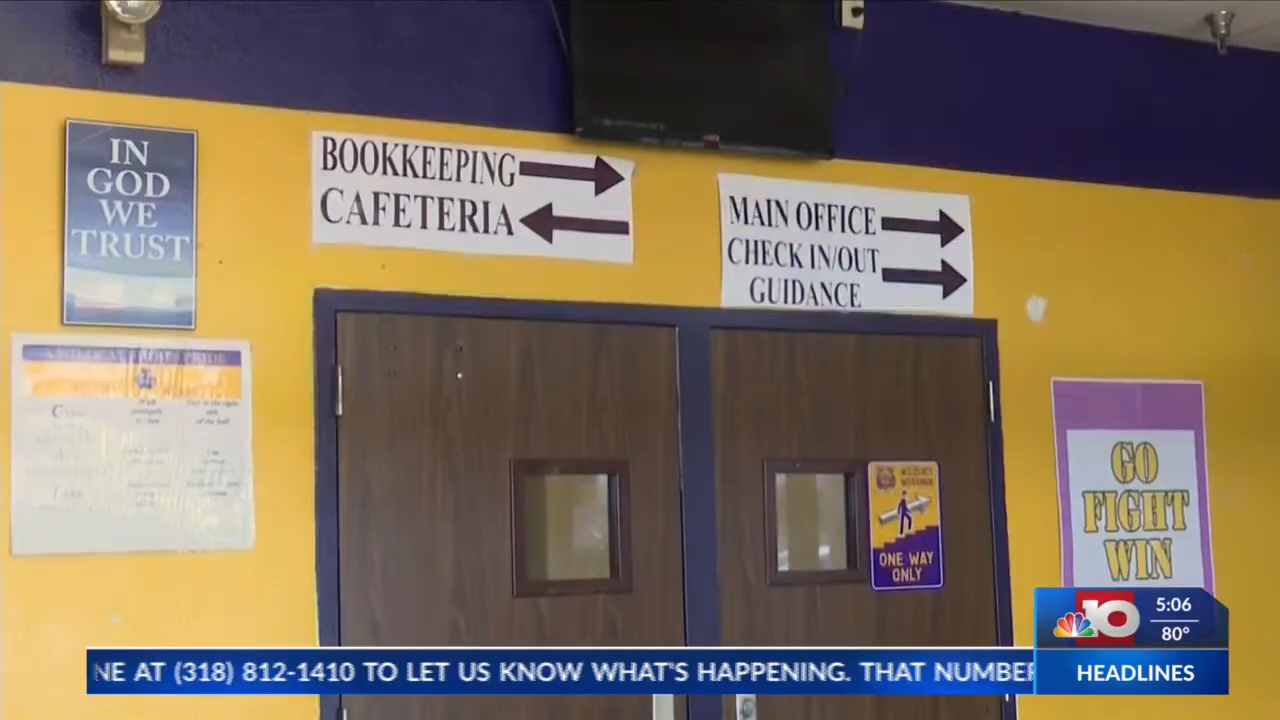 IN
GOD
WE
TRUST
BOOKKEEPING
CAFETERIA
MAIN OFFICE
CHECK IN/OUT
GUIDANCE
ONE WAY
ONLY
GO
FIGHT
WIN
10
5:06
80°
NE AT (318) 812-1410 TO LET US KNOW WHAT'S HAPPENING. THAT NUMBER
HEADLINES